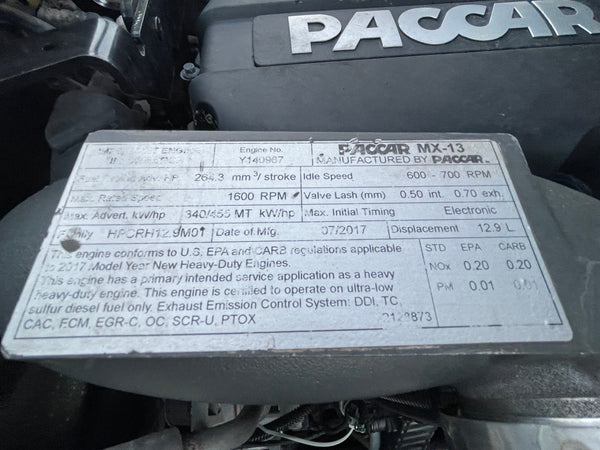 PACCAR
Engine No.
Y140987
PACCAR MX-13
MANUFACTURED BY PACCAR
264.3 mm³/stroke
Idle Speed
600 - 700 RPM
Max. Rated Speed
1600 RPM
Valve Lash (mm)
0.50 int. 0.70 exh.
Max. Advert. kW/hp
340/455 MT kW/hp
Max. Initial Timing
Electronic
Family
HPCRH12.9M01
Date of Mfg.
07/2017
Displacement
12.9 L
This engine conforms to U.S. EPA and CARB regulations applicable
to 2017 Model Year New Heavy-Duty Engines.
This engine has a primary intended service application as a heavy
heavy-duty engine. This engine is certified to operate on ultra-low
sulfur diesel fuel only. Exhaust Emission Control System: DDI, TC,
CAC, ECM, EGR-C, OC, SCR-U, PTOX
STD EPA CARB
NOx 0.20 0.20
PM 0.01 0.01